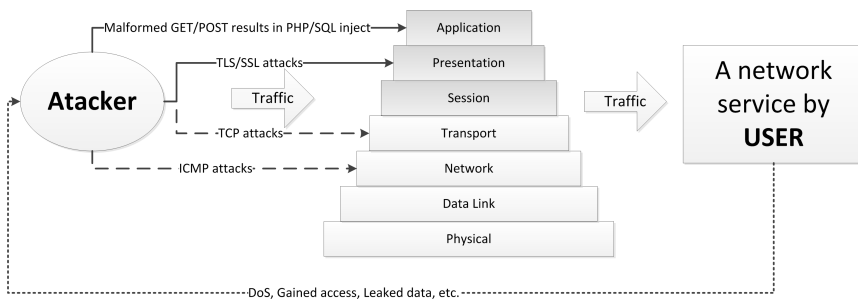 Malformed GET/POST results in PHP/SQL inject
Application
TLS/SSL attacks
Presentation
Atacker
Traffic
Session
Traffic
A network
service by
USER
TCP attacks
Transport
ICMP attacks
Network
Data Link
Physical
DoS, Gained access, Leaked data, etc.